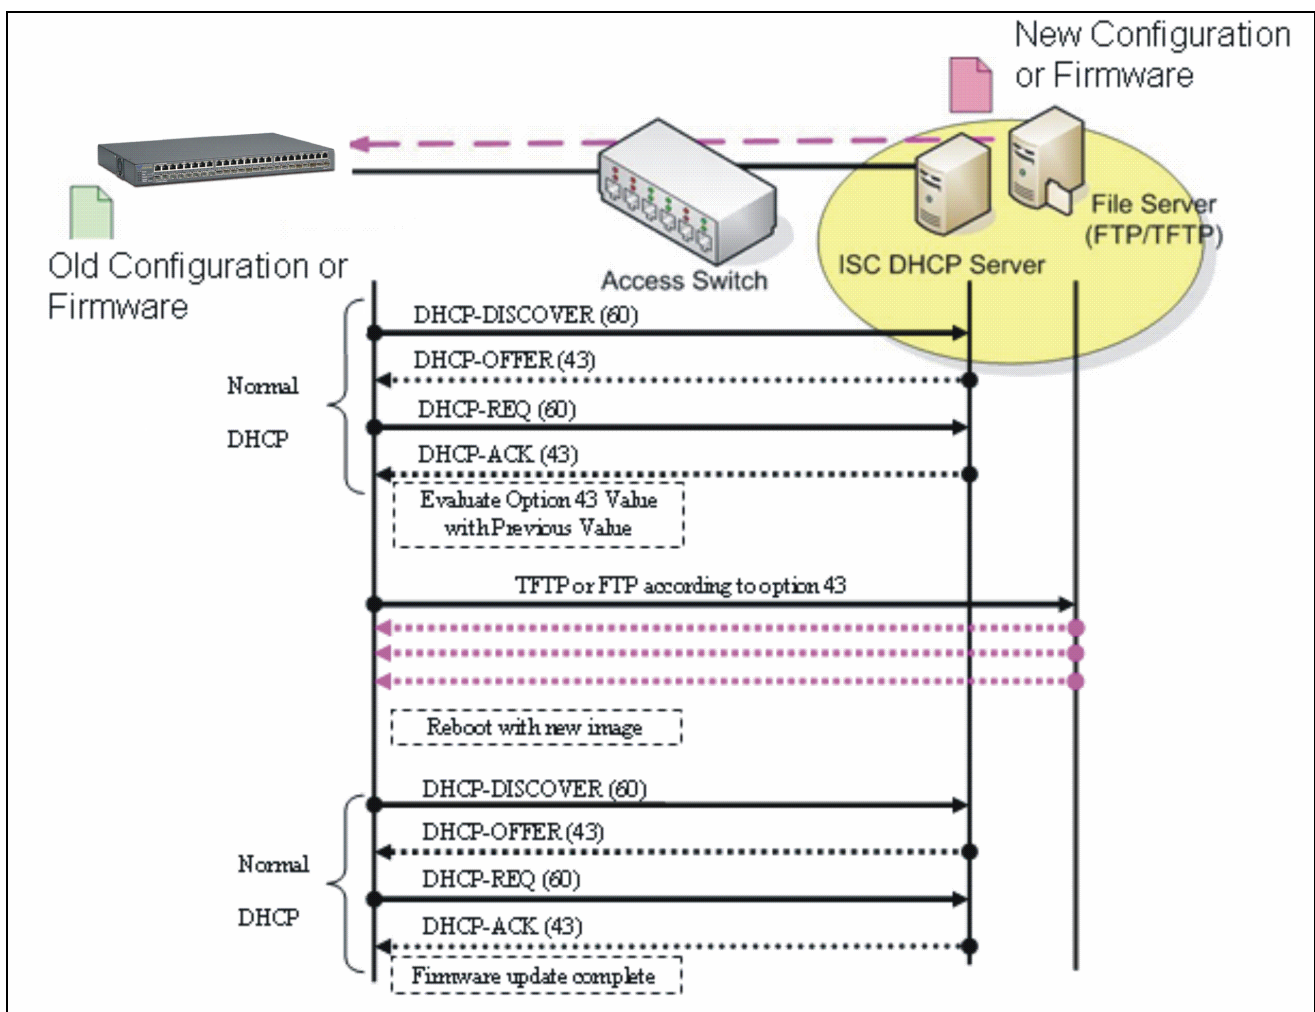 New Configuration
or Firmware
File Server
(FTP/TFTP)
ISC DHCP Server
Access Switch
Old Configuration or
Firmware
DHCP-DISCOVER (60)
DHCP-OFFER (43)
Normal
DHCP
DHCP-REQ (60)
DHCP-ACK (43)
Evaluate Option 43 Value
with Previous Value
TFTP or FTP according to option 43
Reboot with new image
DHCP-DISCOVER (60)
DHCP-OFFER (43)
Normal
DHCP
DHCP-REQ (60)
DHCP-ACK (43)
Firmware update complete